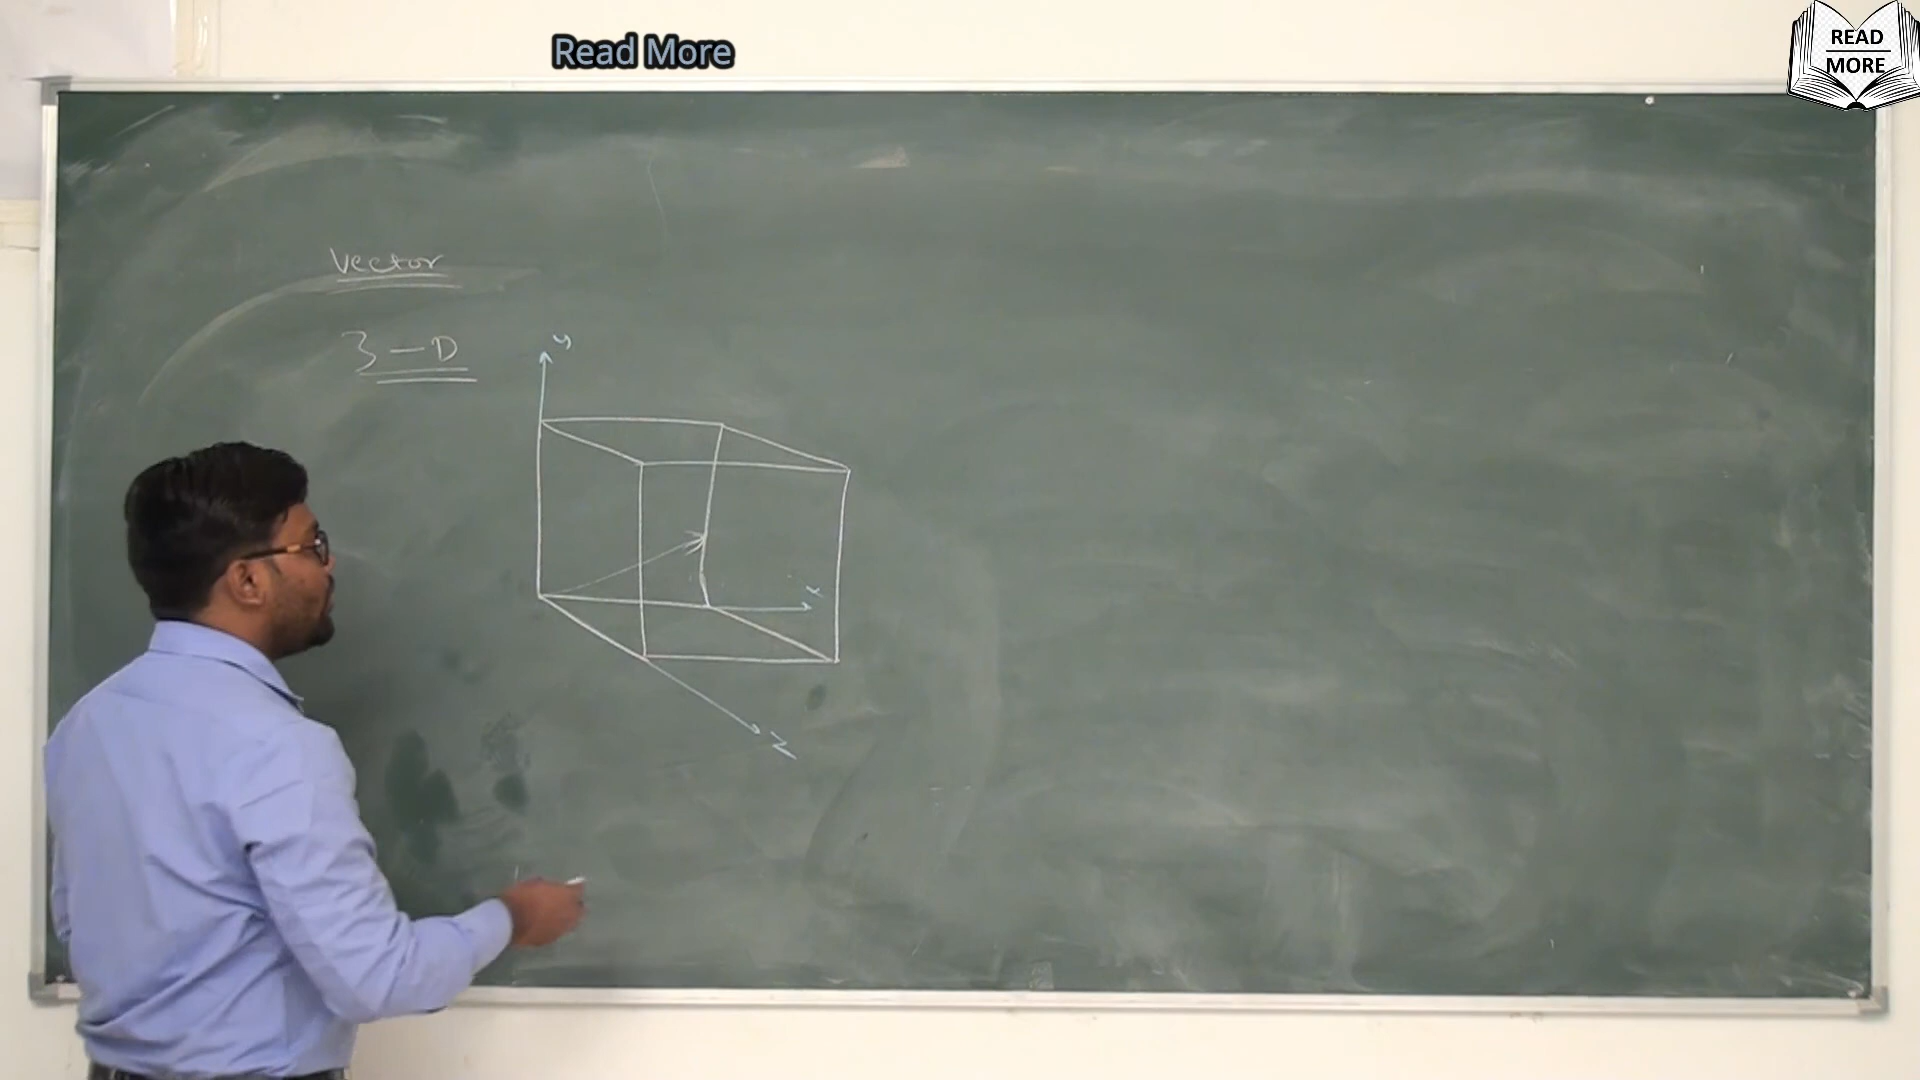 Read More
READ
MORE
Vector
3-D
y
x
z